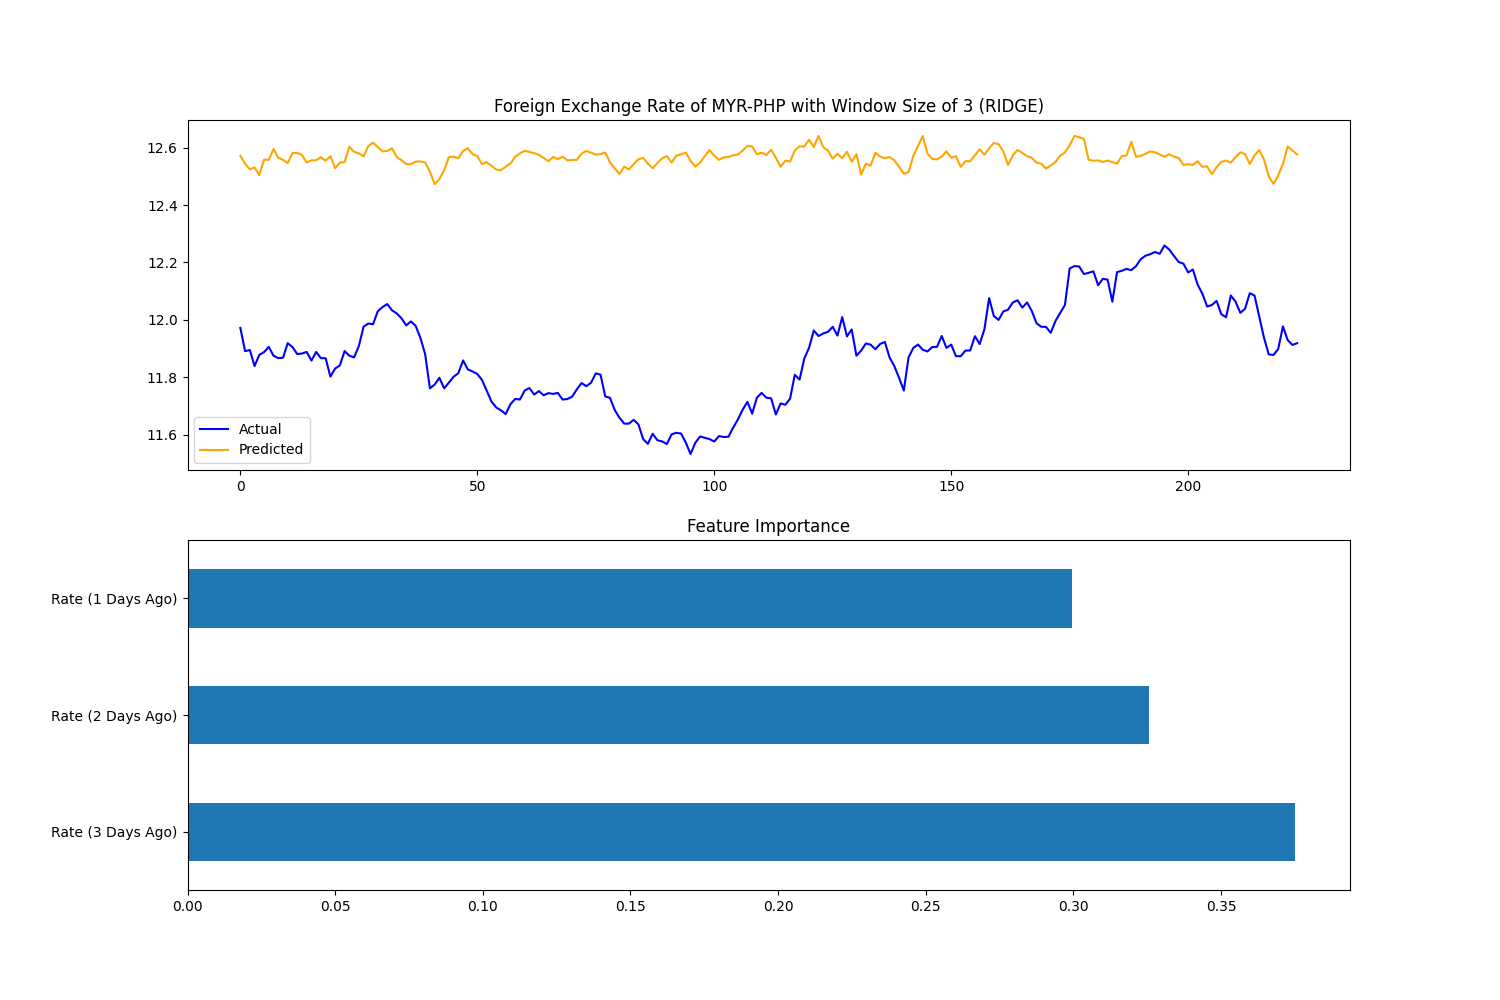 Foreign Exchange Rate of MYR-PHP with Window Size of 3 (RIDGE)
12.6
12.4
12.2
12.0
11.8
11.6
Actual
Predicted
0 50 100 150 200
Feature Importance
Rate (1 Days Ago)
Rate (2 Days Ago)
Rate (3 Days Ago)
0.00 0.05 0.10 0.15 0.20 0.25 0.30 0.35